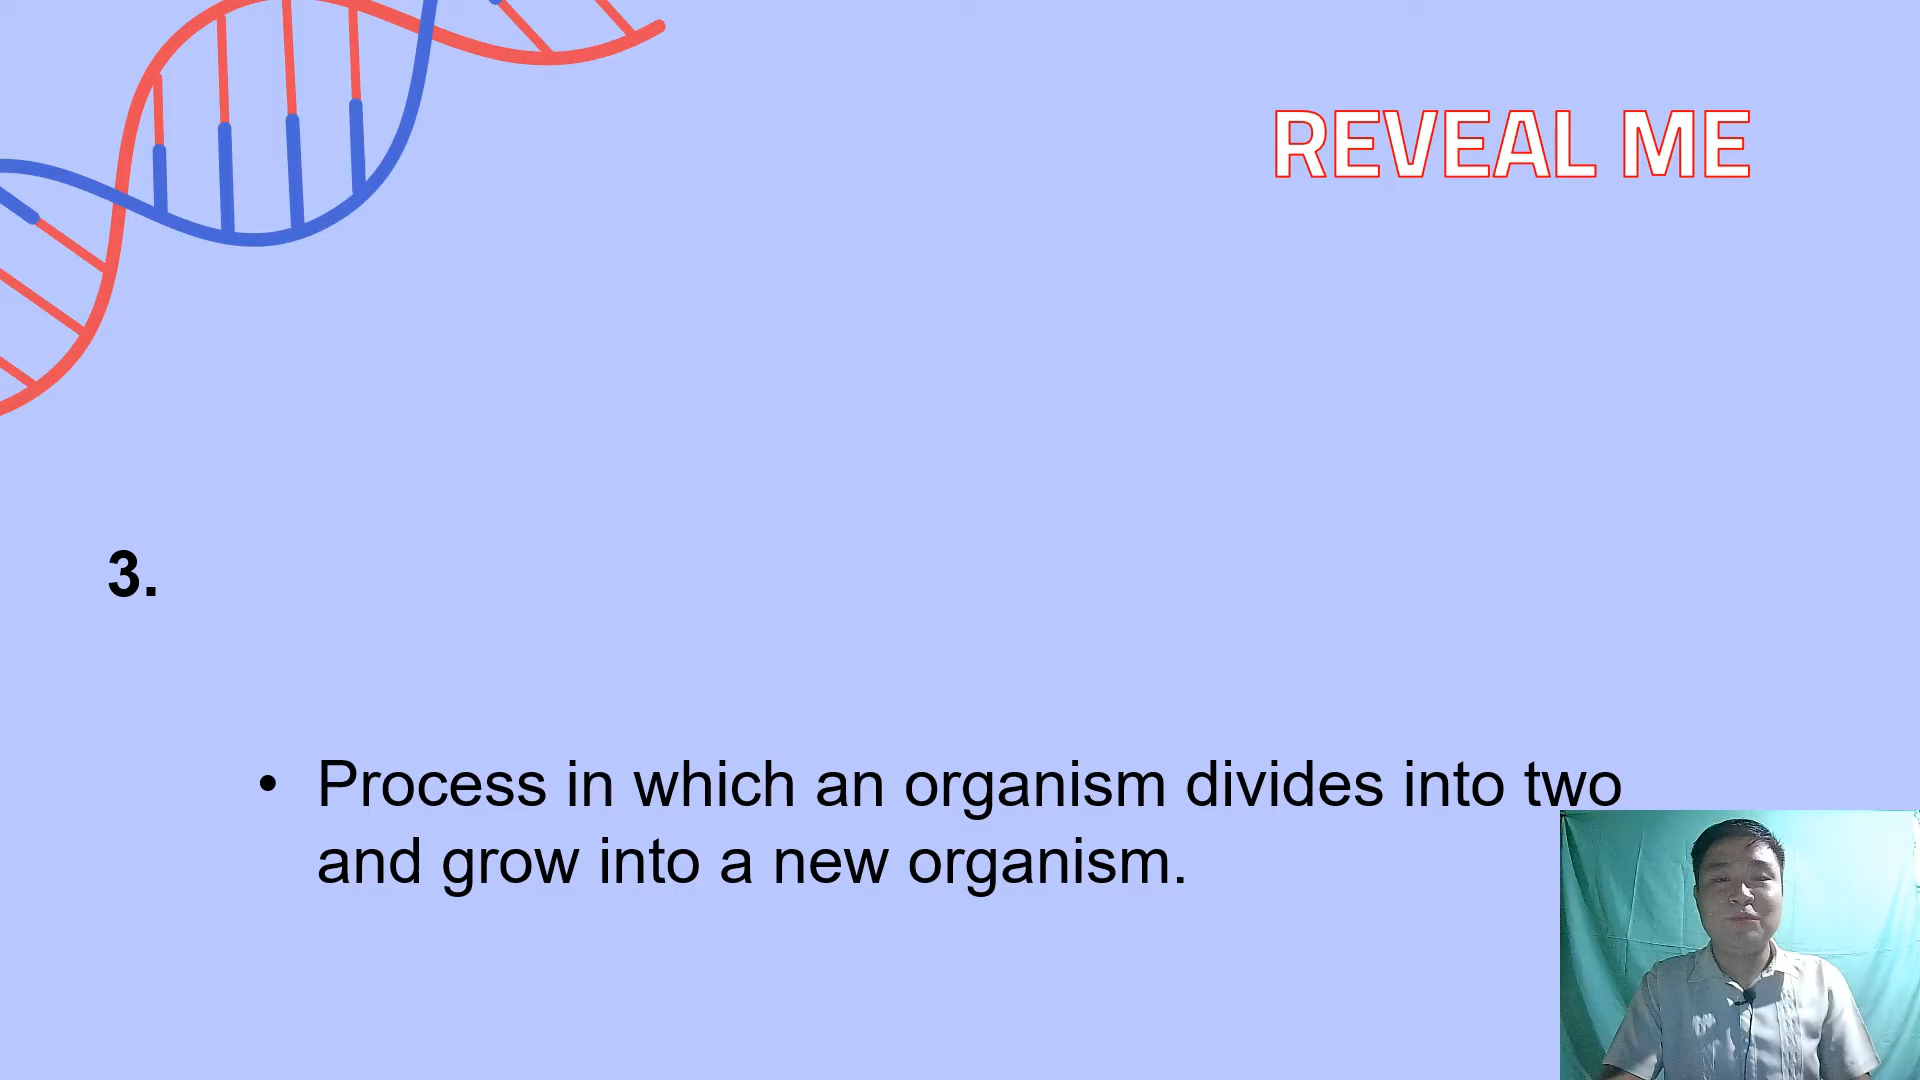 REVEAL ME
3.
• Process in which an organism divides into two
and grow into a new organism.